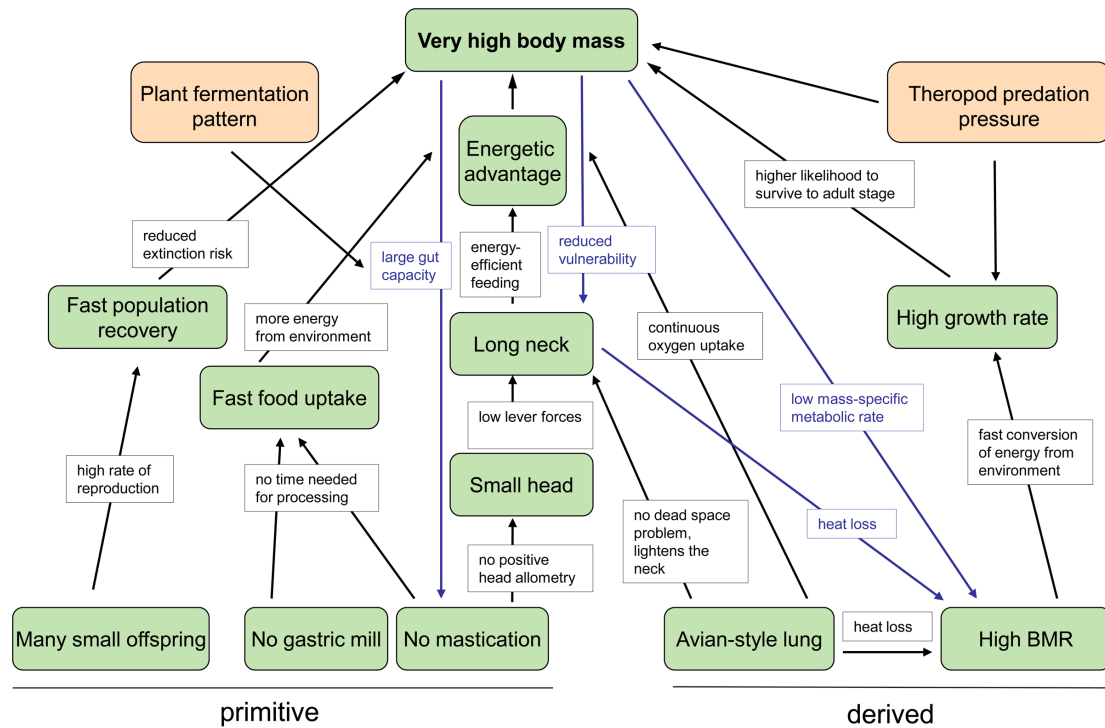 Very high body mass
Plant fermentation
pattern
Theropod predation
pressure
Energetic
advantage
higher likelihood to
survive to adult stage
reduced
extinction risk
large gut
capacity
energy-
efficient
feeding
reduced
vulnerability
Fast population
recovery
more energy
from environment
Long neck
continuous
oxygen uptake
High growth rate
Fast food uptake
low lever forces
low mass-specific
metabolic rate
high rate of
reproduction
no time needed
for processing
Small head
fast conversion
of energy from
environment
no positive
head allometry
no dead space
problem,
lightens the
neck
heat loss
Many small offspring
No gastric mill
No mastication
Avian-style lung
heat loss
High BMR
primitive
derived